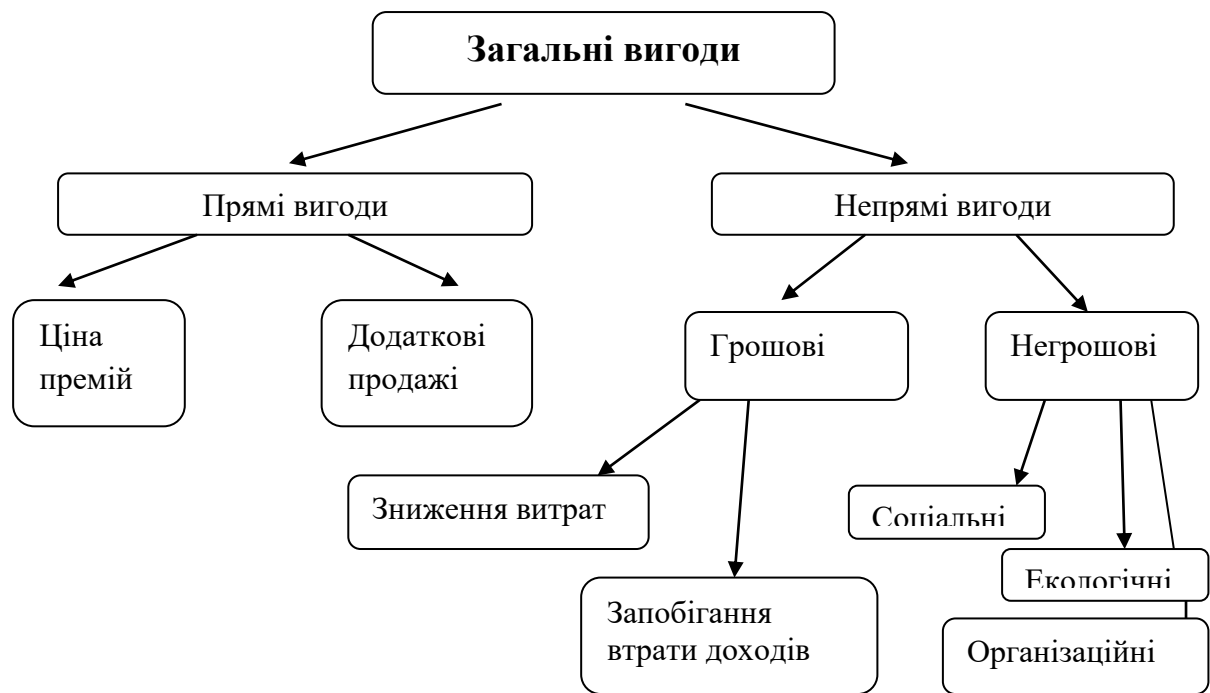 Загальні вигоди
Прямі вигоди
Непрямі вигоди
Ціна
премій
Додаткові
продажі
Грошові
Негрошові
Зниження витрат
Соціальні
Екологічні
Запобігання
втрати доходів
Організаційні